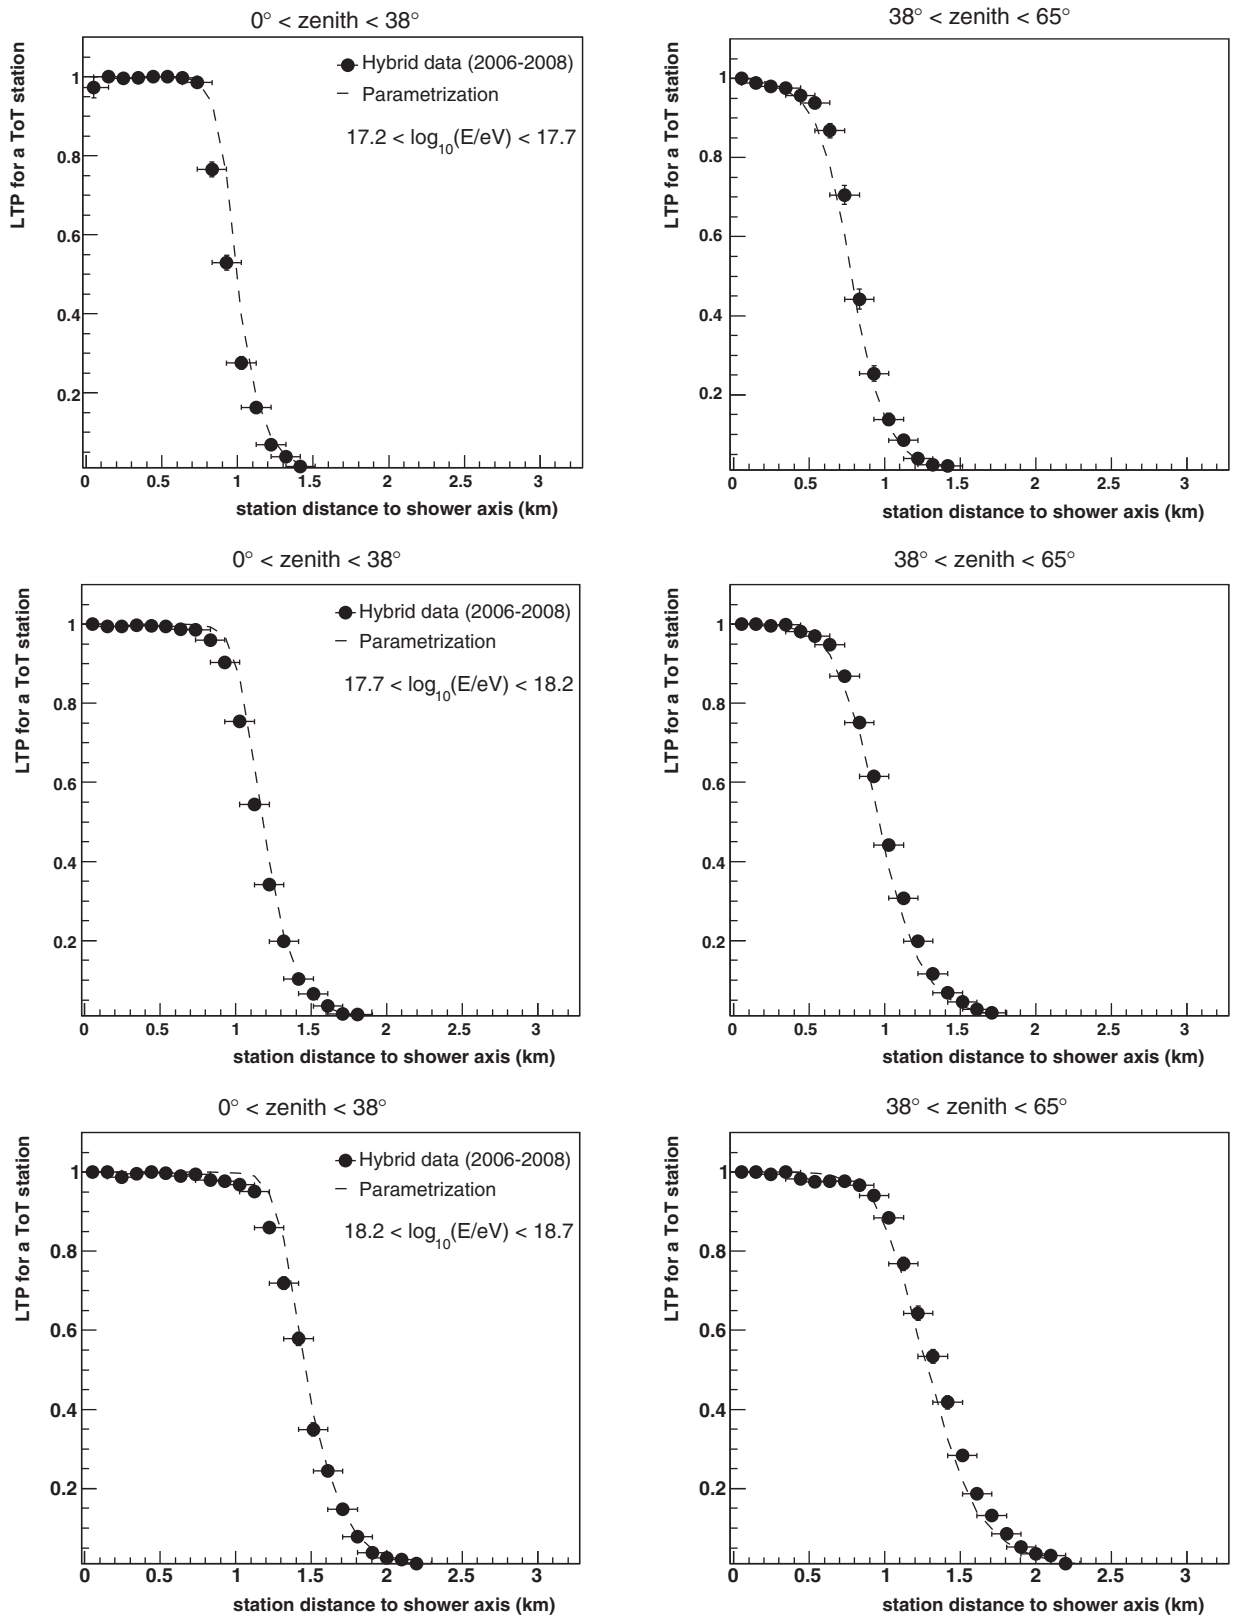 0° < zenith < 38°
LTP for a ToT station
1
0.8
0.6
0.4
0.2
Hybrid data (2006-2008)
Parametrization
17.2 < log10(E/eV) < 17.7
0 0.5 1 1.5 2 2.5 3
station distance to shower axis (km)
38° < zenith < 65°
LTP for a ToT station
1
0.8
0.6
0.4
0.2
0 0.5 1 1.5 2 2.5 3
station distance to shower axis (km)
0° < zenith < 38°
LTP for a ToT station
1
0.8
0.6
0.4
0.2
Hybrid data (2006-2008)
Parametrization
17.7 < log10(E/eV) < 18.2
0 0.5 1 1.5 2 2.5 3
station distance to shower axis (km)
38° < zenith < 65°
LTP for a ToT station
1
0.8
0.6
0.4
0.2
0 0.5 1 1.5 2 2.5 3
station distance to shower axis (km)
0° < zenith < 38°
LTP for a ToT station
1
0.8
0.6
0.4
0.2
Hybrid data (2006-2008)
Parametrization
18.2 < log10(E/eV) < 18.7
0 0.5 1 1.5 2 2.5 3
station distance to shower axis (km)
38° < zenith < 65°
LTP for a ToT station
1
0.8
0.6
0.4
0.2
0 0.5 1 1.5 2 2.5 3
station distance to shower axis (km)